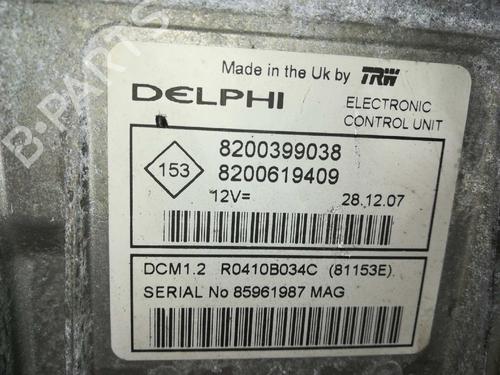 Made in the Uk by TRW
DELPHI
ELECTRONIC
CONTROL UNIT
153
8200399038
8200619409
12V=
28.12.07
DCM1.2 R0410B034C (81153E)
SERIAL No 85961987 MAG
B-PARTS